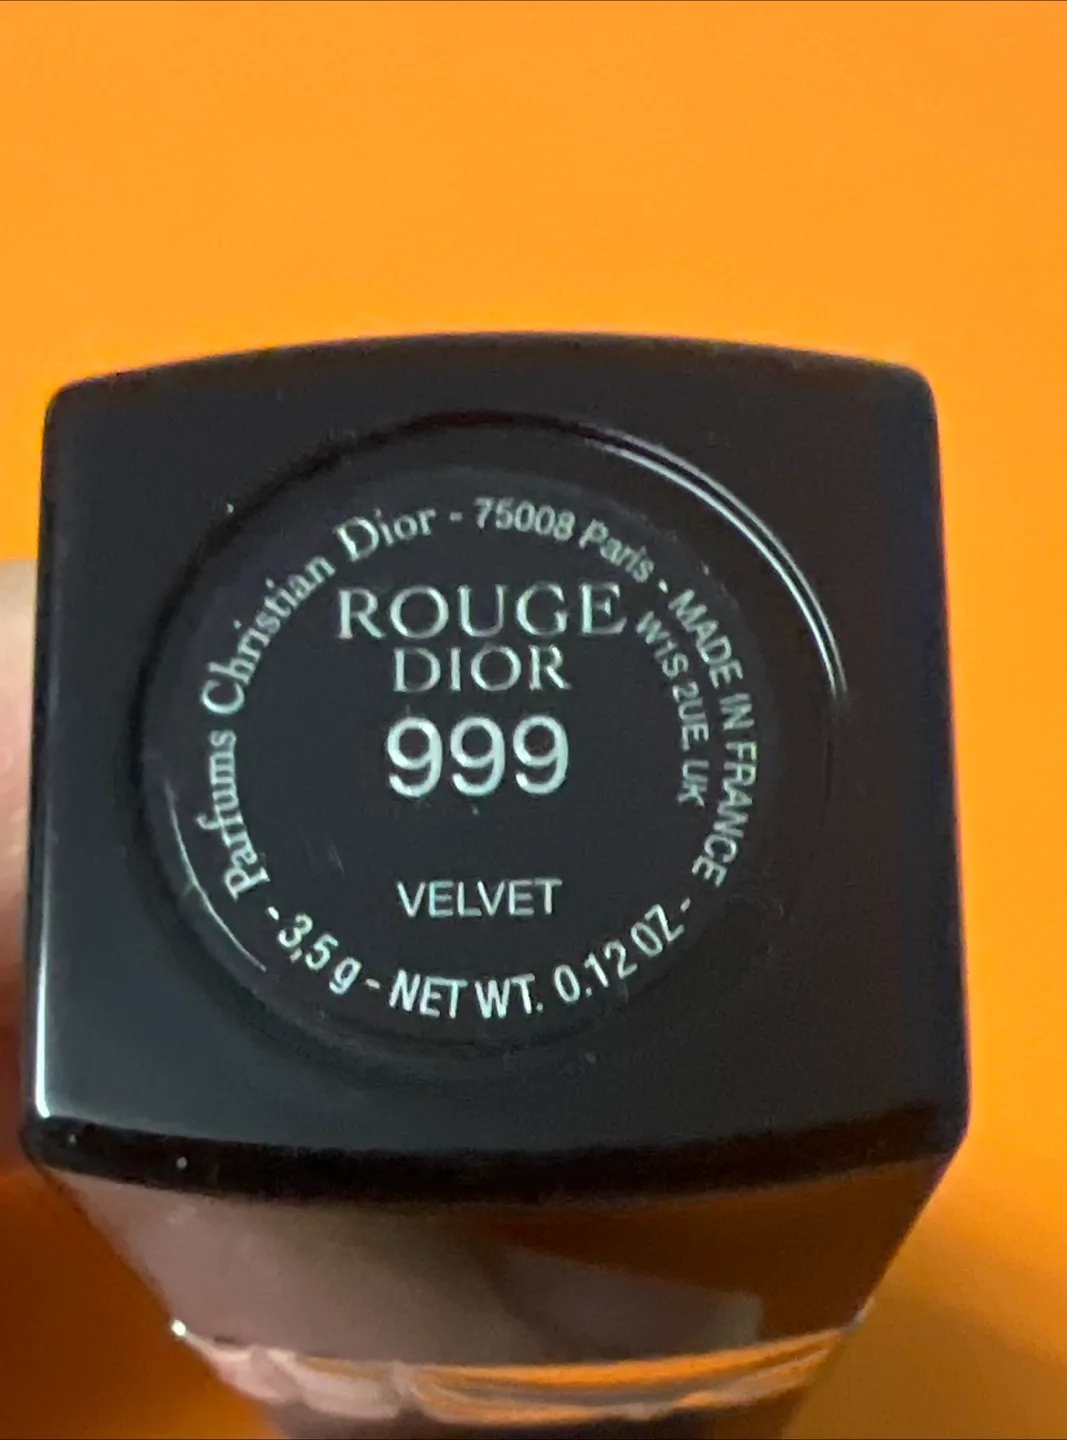 Parfums Christian Dior - 75008 Paris - MADE IN FRANCE - 3,5 g - NET WT. 0.12 OZ -
W1S 2UE, UK
ROUGE
DIOR
999
VELVET